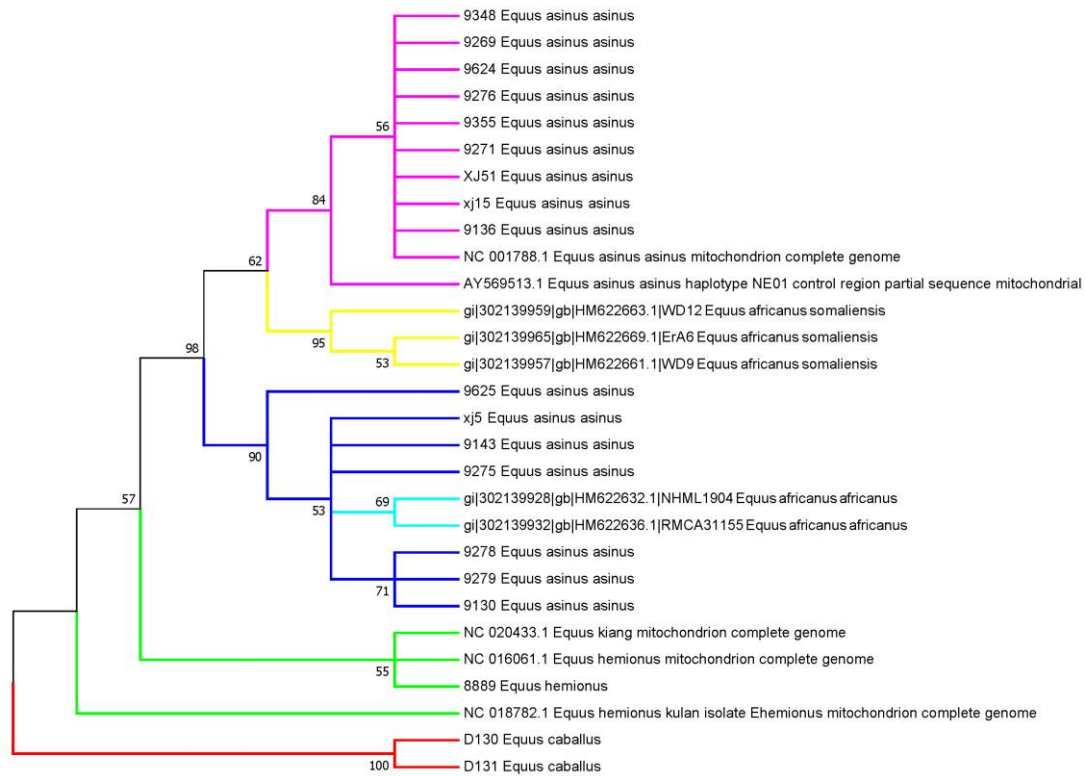 9348 Equus asinus asinus
9269 Equus asinus asinus
9624 Equus asinus asinus
9276 Equus asinus asinus
9355 Equus asinus asinus
56
9271 Equus asinus asinus
XJ51 Equus asinus asinus
xj15 Equus asinus asinus
84
9136 Equus asinus asinus
NC 001788.1 Equus asinus asinus mitochondrion complete genome
62
AY569513.1 Equus asinus asinus haplotype NE01 control region partial sequence mitochondrial
gi|302139959|gb|HM622663.1|WD12 Equus africanus somaliensis
95
gi|302139965|gb|HM622669.1|ErA6 Equus africanus somaliensis
98
53
gi|302139957|gb|HM622661.1|WD9 Equus africanus somaliensis
9625 Equus asinus asinus
xj5 Equus asinus asinus
9143 Equus asinus asinus
90
9275 Equus asinus asinus
69
gi|302139928|gb|HM622632.1|NHML1904 Equus africanus africanus
57
53
gi|302139932|gb|HM622636.1|RMCA31155 Equus africanus africanus
9278 Equus asinus asinus
9279 Equus asinus asinus
71
9130 Equus asinus asinus
NC 020433.1 Equus kiang mitochondrion complete genome
NC 016061.1 Equus hemionus mitochondrion complete genome
55
8889 Equus hemionus
NC 018782.1 Equus hemionus kulan isolate Ehemionus mitochondrion complete genome
D130 Equus caballus
100
D131 Equus caballus